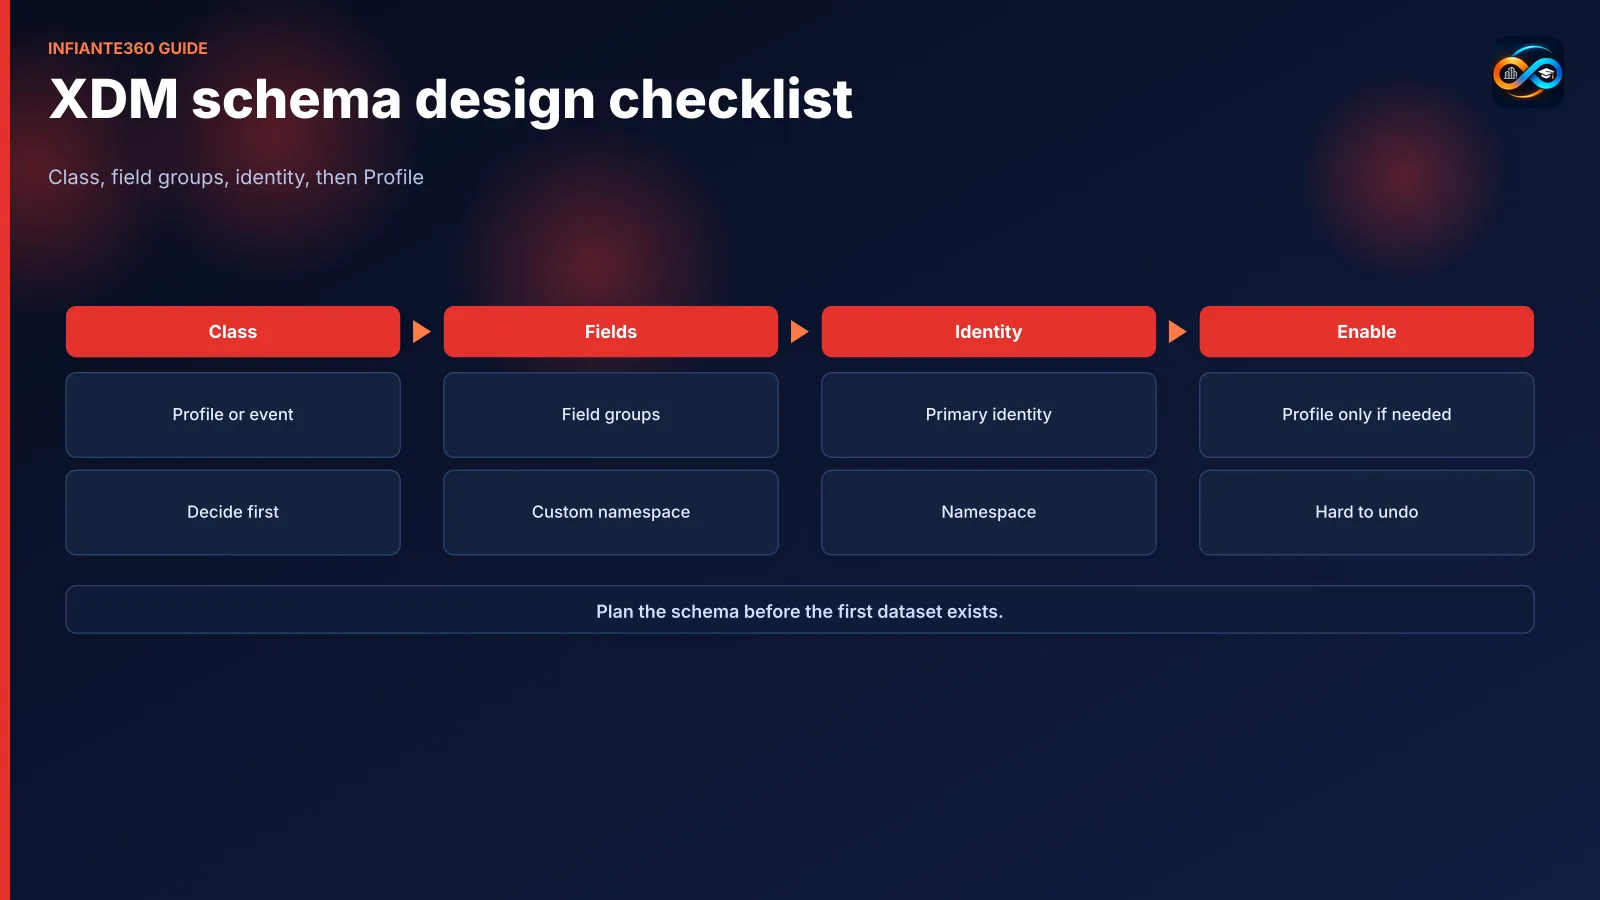 INFIANTE360 GUIDE
XDM schema design checklist
Class, field groups, identity, then Profile
Class
Fields
Identity
Enable
Profile or event
Field groups
Primary identity
Profile only if needed
Decide first
Custom namespace
Namespace
Hard to undo
Plan the schema before the first dataset exists.